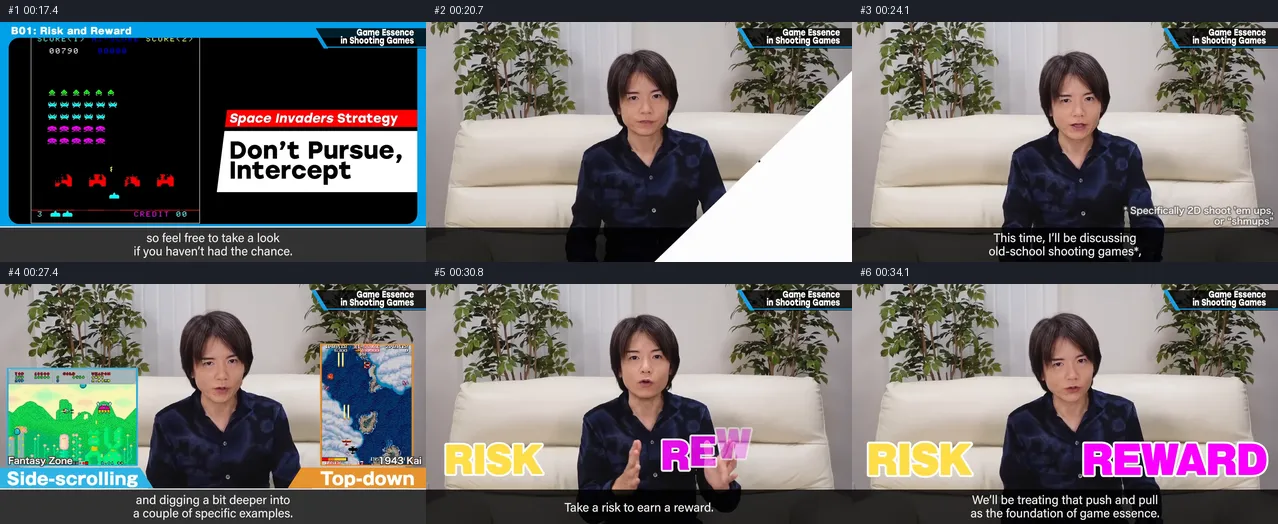 #1 00:17.4
B01: Risk and Reward
Game Essence
in Shooting Games
SCORE<1>
SCORE<2>
00790
Space Invaders Strategy
Don't Pursue,
Intercept
3
CREDIT 00
so feel free to take a look
if you haven't had the chance.
#2 00:20.7
Game Essence
in Shooting Games
#3 00:24.1
Game Essence
in Shooting Games
* Specifically 2D shoot 'em ups,
or "shmups"
This time, I'll be discussing
old-school shooting games*,
#4 00:27.4
Game Essence
in Shooting Games
Fantasy Zone
1943 Kai
Side-scrolling
Top-down
and digging a bit deeper into
a couple of specific examples.
#5 00:30.8
Game Essence
in Shooting Games
RISK
REW
Take a risk to earn a reward.
#6 00:34.1
Game Essence
in Shooting Games
RISK
REWARD
We'll be treating that push and pull
as the foundation of game essence.